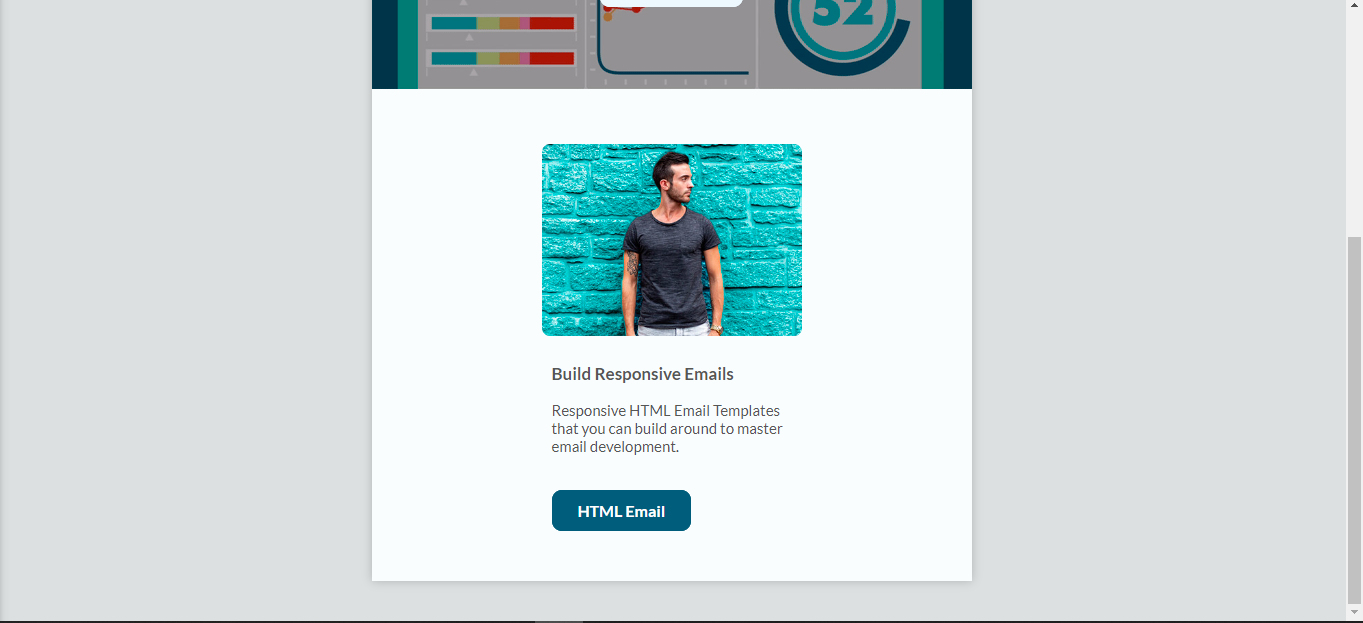 52
Build Responsive Emails
Responsive HTML Email Templates
that you can build around to master
email development.
HTML Email